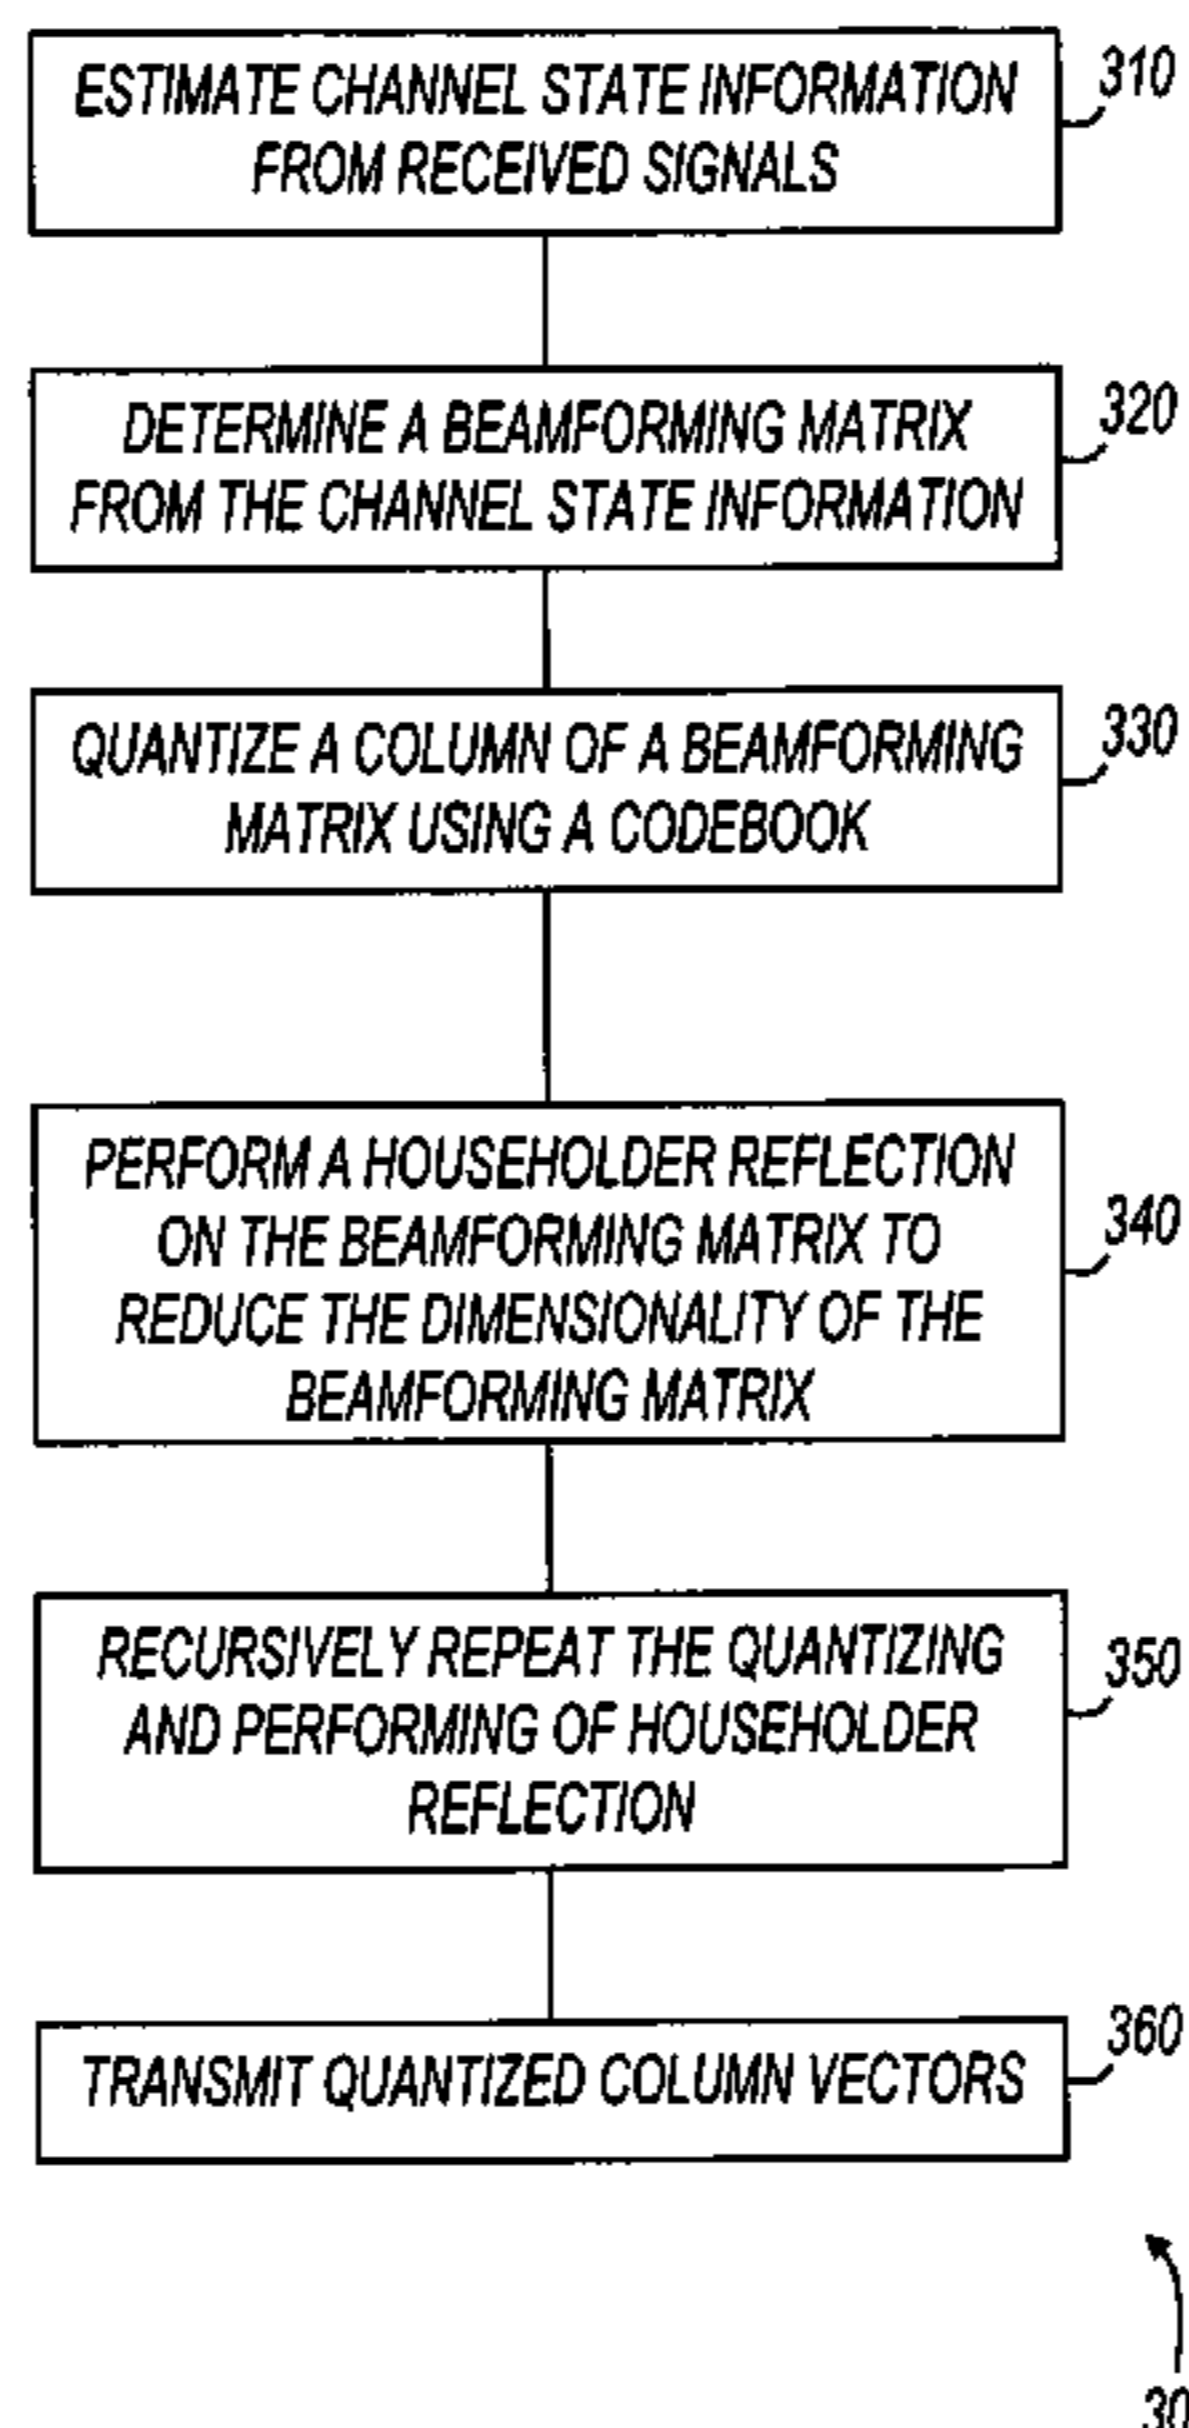 ESTIMATE CHANNEL STATE INFORMATION
FROM RECEIVED SIGNALS
310
DETERMINE A BEAMFORMING MATRIX
FROM THE CHANNEL STATE INFORMATION
320
QUANTIZE A COLUMN OF A BEAMFORMING
MATRIX USING A CODEBOOK
330
PERFORM A HOUSEHOLDER REFLECTION
ON THE BEAMFORMING MATRIX TO
REDUCE THE DIMENSIONALITY OF THE
BEAMFORMING MATRIX
340
RECURSIVELY REPEAT THE QUANTIZING
AND PERFORMING OF HOUSEHOLDER
REFLECTION
350
TRANSMIT QUANTIZED COLUMN VECTORS
360